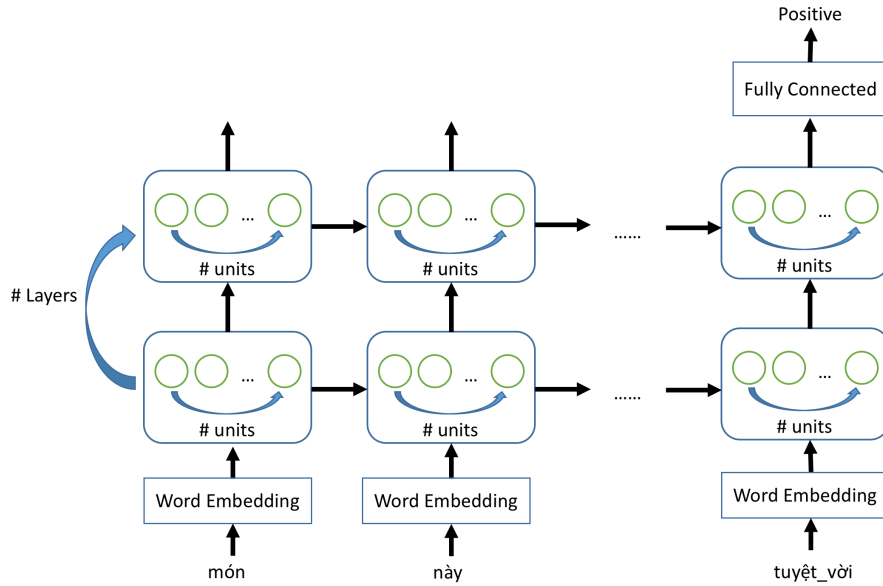 Positive
Fully Connected
... ... ...
# units # units ...... # units
# Layers
... ... ...
# units # units ...... # units
Word Embedding Word Embedding Word Embedding
món này tuyệt_vời